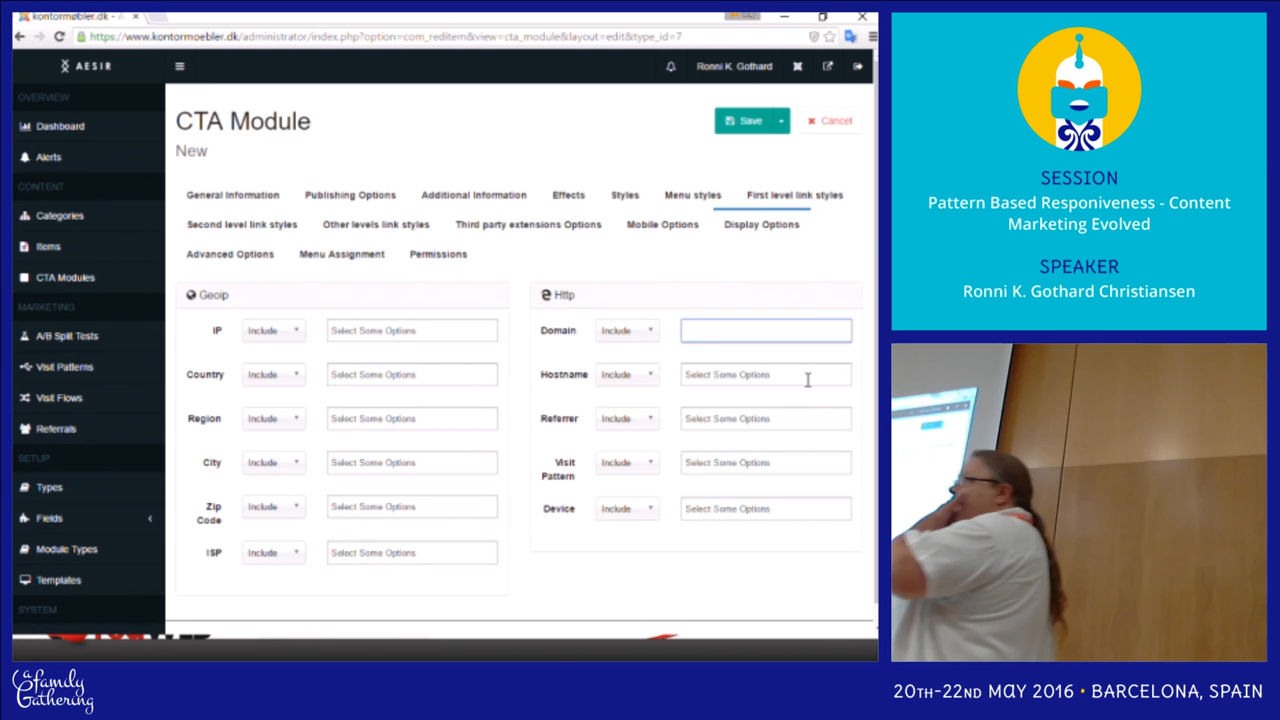 kontormøbler.dk - A
https://www.kontormoebler.dk/administrator/index.php?option=com_reditem&view=cta_module&layout=edit&type_id=7
AESIR
Ronni K. Gothard
OVERVIEW
Dashboard
Alerts
CONTENT
Categories
Items
CTA Modules
MARKETING
A/B Split Tests
Visit Patterns
Visit Flows
Referrals
SETUP
Types
Fields
Module Types
Templates
SYSTEM
CTA Module
New
Save
Cancel
General Information Publishing Options Additional Information Effects Styles Menu styles First level link styles
Second level link styles Other levels link styles Third party extensions Options Mobile Options Display Options
Advanced Options Menu Assignment Permissions
Geoip
IP Include Select Some Options
Country Include Select Some Options
Region Include Select Some Options
City Include Select Some Options
Zip Code Include Select Some Options
ISP Include Select Some Options
Http
Domain Include
Hostname Include Select Some Options
Referrer Include Select Some Options
Visit Pattern Include Select Some Options
Device Include Select Some Options
SESSION
Pattern Based Responiveness - Content
Marketing Evolved
SPEAKER
Ronni K. Gothard Christiansen
a family
Gathering
20TH-22ND MAY 2016 • BARCELONA, SPAIN